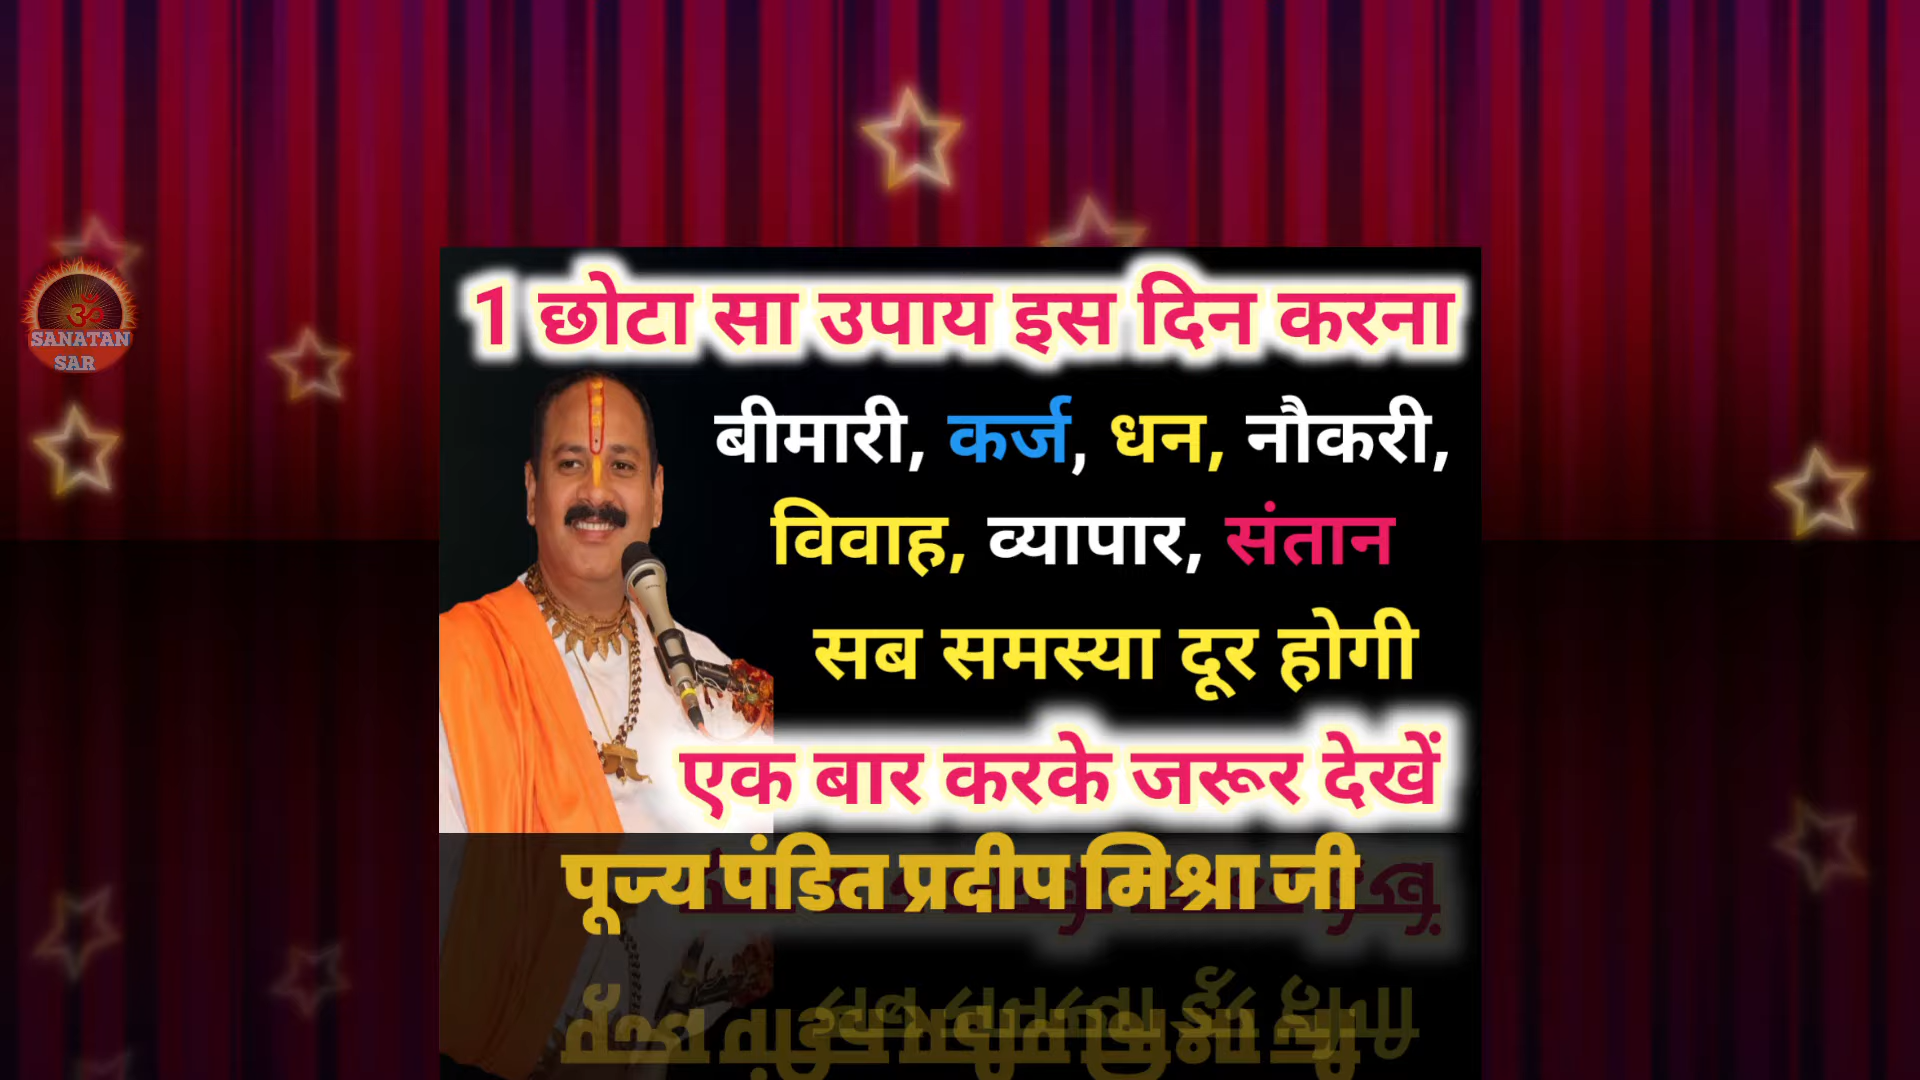 1 छोटा सा उपाय इस दिन करना
बीमारी, कर्ज, धन, नौकरी,
विवाह, व्यापार, संतान
सब समस्या दूर होगी
एक बार करके जरूर देखें
पूज्य पंडित प्रदीप मिश्रा जी
ॐ
SANATAN
SAR